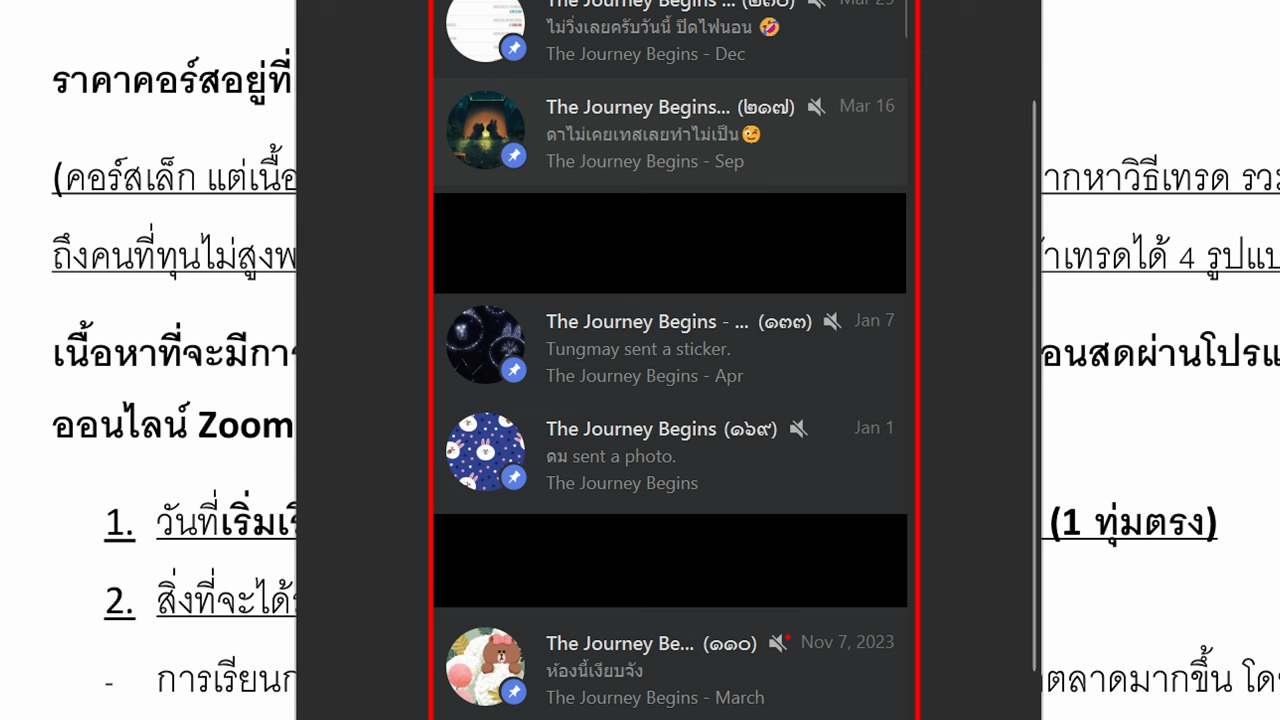 The Journey Begins ... (๒๓๐) Mar 29
ไม่วิ่งเลยครับวันนี้ ปิดไฟนอน 🤣
The Journey Begins - Dec
The Journey Begins... (๒๑๗) Mar 16
ดาไม่เคยเทสเลยทำไม่เป็น😉
The Journey Begins - Sep
The Journey Begins - ... (๑๓๓) Jan 7
Tungmay sent a sticker.
The Journey Begins - Apr
The Journey Begins (๑๖๙) Jan 1
ดม sent a photo.
The Journey Begins
The Journey Be... (๑๑๐) Nov 7, 2023
ห้องนี้เงียบจัง
The Journey Begins - March
ราคาคอร์สอยู่ที่
(คอร์สเล็ก แต่เนื้อ ากหาวิธีเทรด รวม
ถึงคนที่ทุนไม่สูงพ าเทรดได้ 4 รูปแบ
เนื้อหาที่จะมีกา อนสดผ่านโปรแ
ออนไลน์ Zoom
1. วันที่เริ่มเรี (1 ทุ่มตรง)
2. สิ่งที่จะได้
- การเรียนก ตลาดมากขึ้น โด